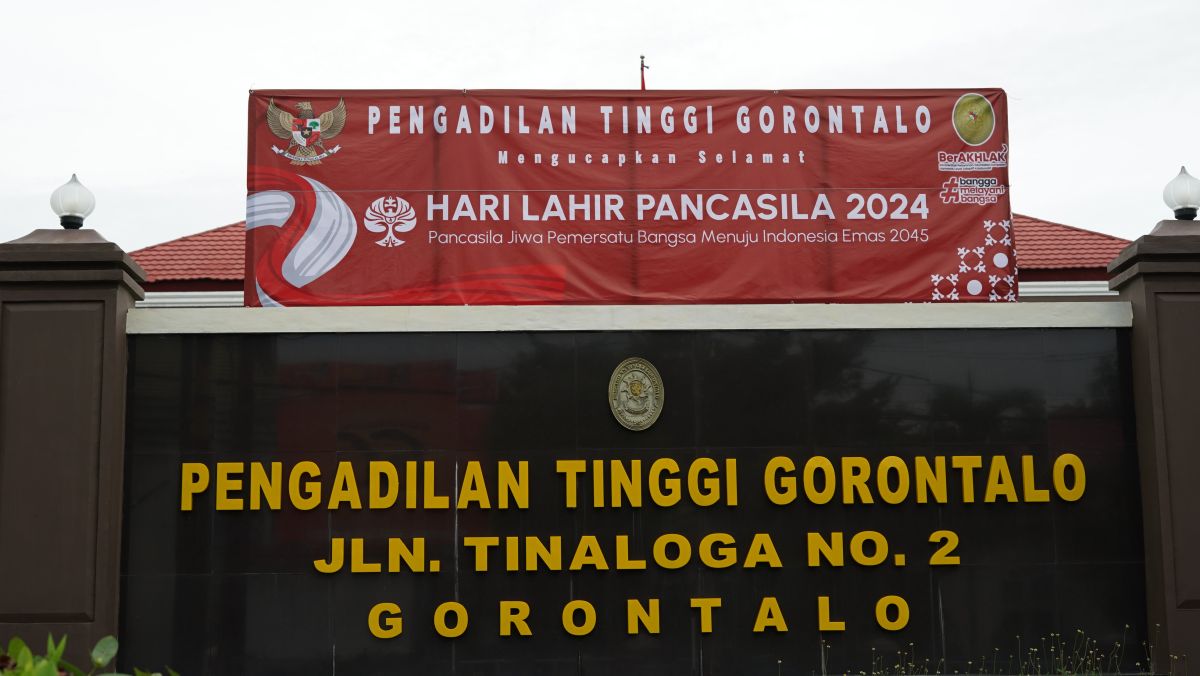 PENGADILAN TINGGI GORONTALO
Mengucapkan Selamat
BerAKHLAK
#bangga
melayani
bangsa
HARI LAHIR PANCASILA 2024
Pancasila Jiwa Pemersatu Bangsa Menuju Indonesia Emas 2045
PENGADILAN TINGGI GORONTALO
JLN. TINALOGA NO. 2
GORONTALO